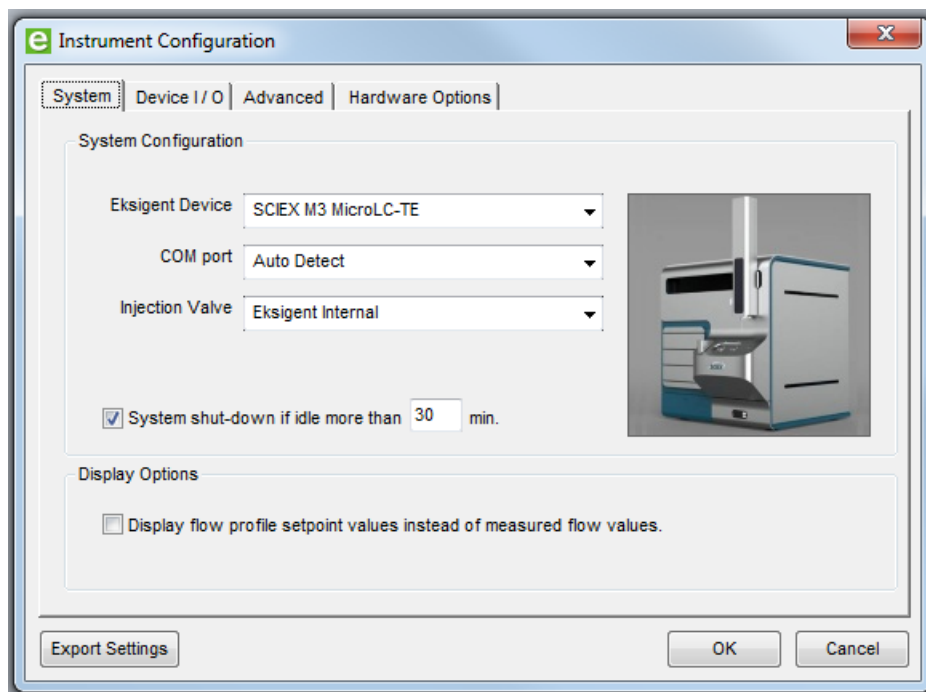 Instrument Configuration
System Device I / O Advanced Hardware Options
System Configuration
Eksigent Device SCIEX M3 MicroLC-TE
COM port Auto Detect
Injection Valve Eksigent Internal
System shut-down if idle more than 30 min.
Display Options
Display flow profile setpoint values instead of measured flow values.
Export Settings OK Cancel